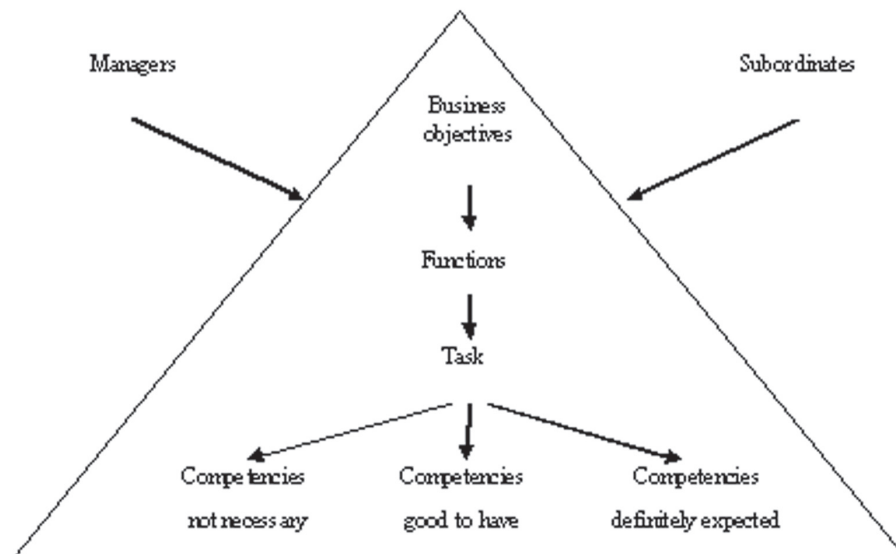 Managers
Subordinates
Business
objectives
Functions
Task
Competencies
not necessary
Competencies
good to have
Competencies
definitely expected